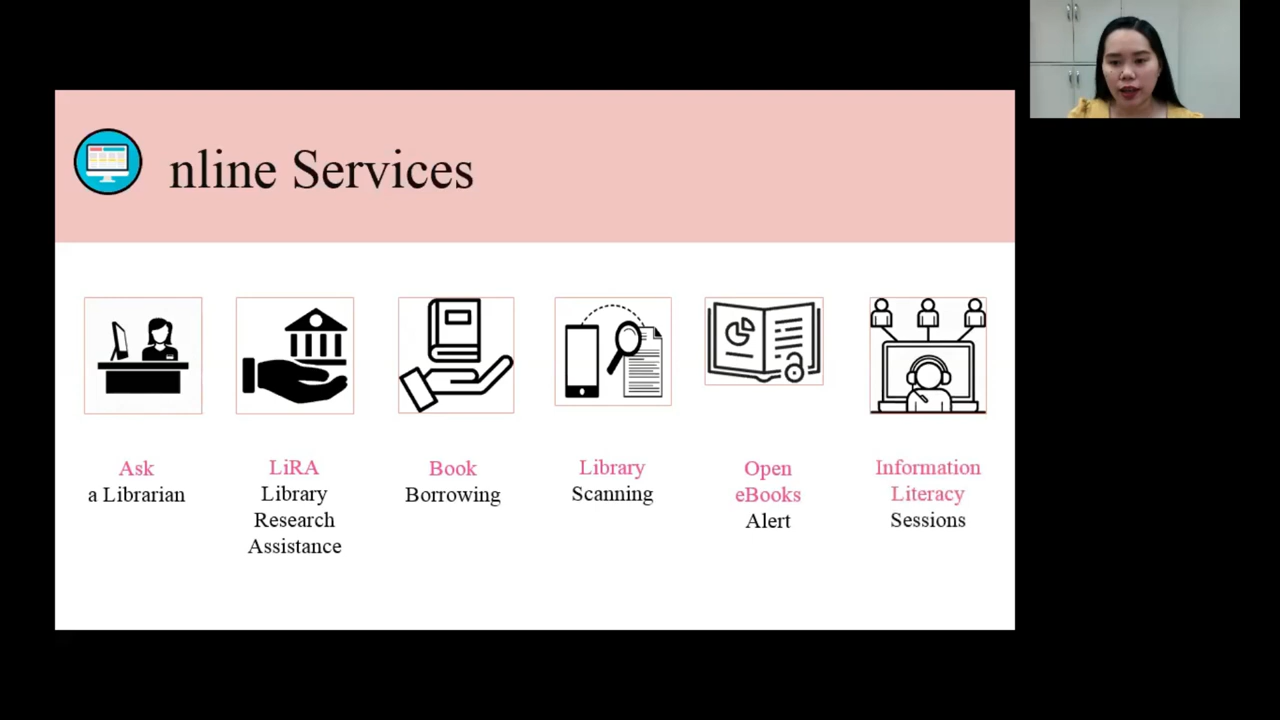 nline Services
Ask
a Librarian
LiRA
Library
Research
Assistance
Book
Borrowing
Library
Scanning
Open
eBooks
Alert
Information
Literacy
Sessions